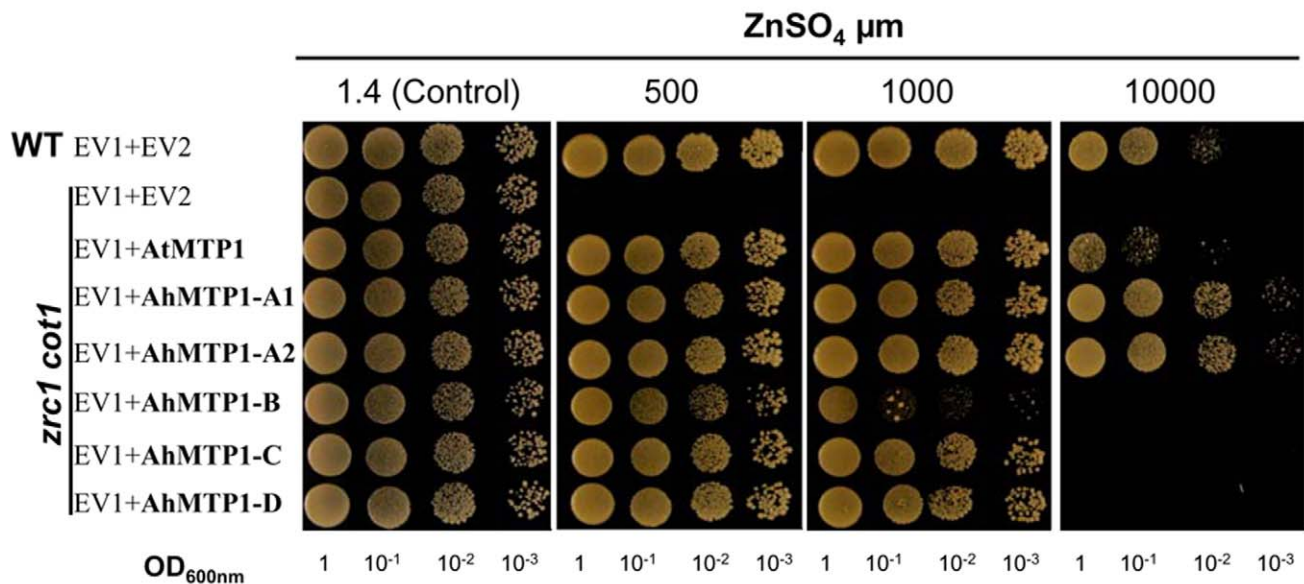 ZnSO₄ µm
1.4 (Control) 500 1000 10000
WT EV1+EV2
zrc1 cot1
EV1+EV2
EV1+AtMTP1
EV1+AhMTP1-A1
EV1+AhMTP1-A2
EV1+AhMTP1-B
EV1+AhMTP1-C
EV1+AhMTP1-D
OD₆₀₀nm 1 10⁻¹ 10⁻² 10⁻³ 1 10⁻¹ 10⁻² 10⁻³ 1 10⁻¹ 10⁻² 10⁻³ 1 10⁻¹ 10⁻² 10⁻³